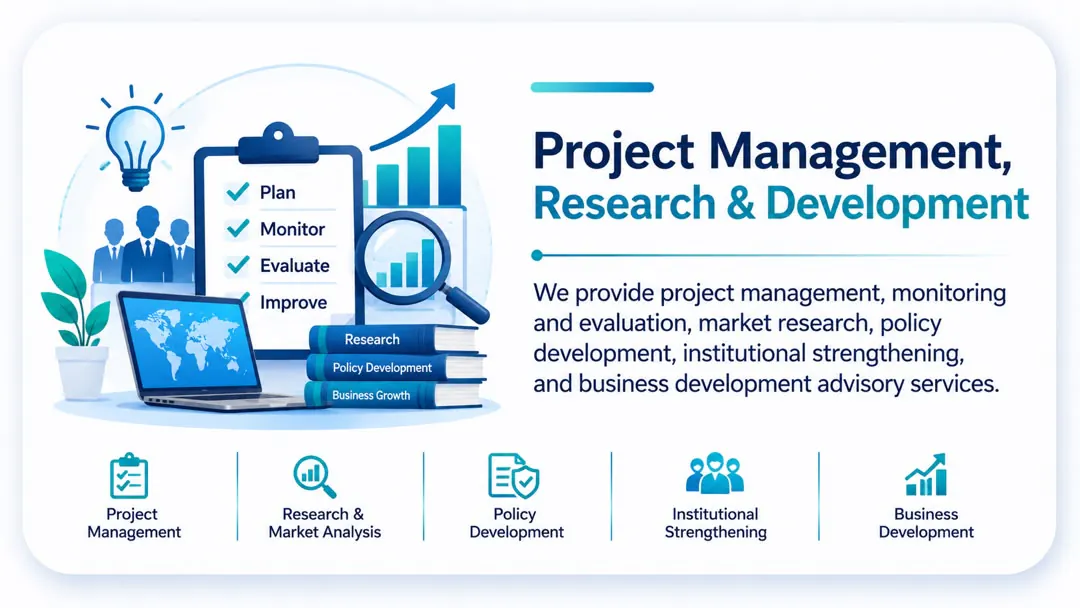 Plan
Monitor
Evaluate
Improve
Research
Policy Development
Business Growth
Project Management,
Research & Development
We provide project management, monitoring
and evaluation, market research, policy
development, institutional strengthening,
and business development advisory services.
Project
Management
Research &
Market Analysis
Policy
Development
Institutional
Strengthening
Business
Development